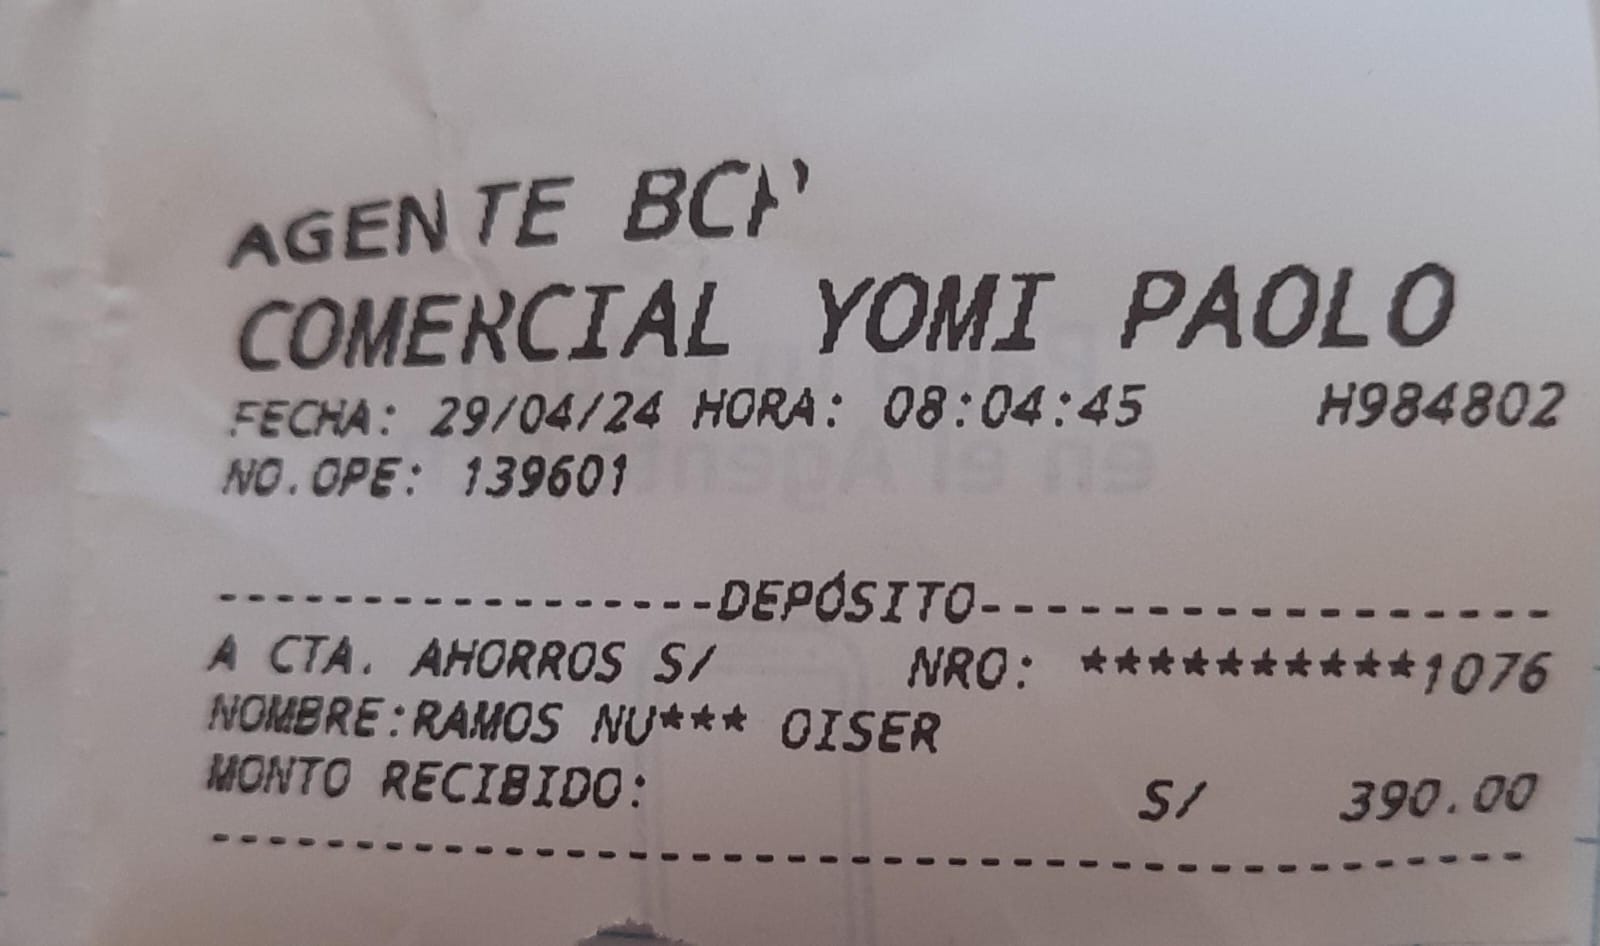 AGENTE BCP
COMERCIAL YOMI PAOLO
FECHA: 29/04/24 HORA: 08:04:45 H984802
NO.OPE: 139601
------------------DEPÓSITO------------------
A CTA. AHORROS S/ NRO: **********1076
NOMBRE:RAMOS NU*** OISER
MONTO RECIBIDO: S/ 390.00
--------------------------------------------